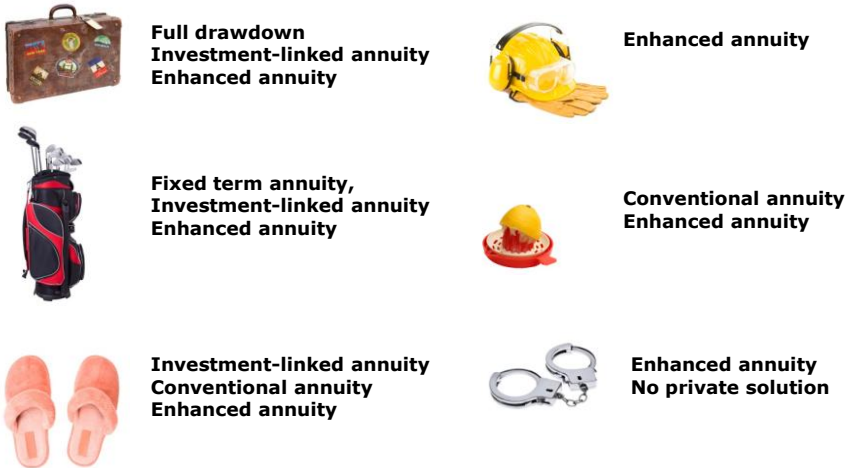 Full drawdown
Investment-linked annuity
Enhanced annuity
Enhanced annuity
Fixed term annuity,
Investment-linked annuity
Enhanced annuity
Conventional annuity
Enhanced annuity
Investment-linked annuity
Conventional annuity
Enhanced annuity
Enhanced annuity
No private solution